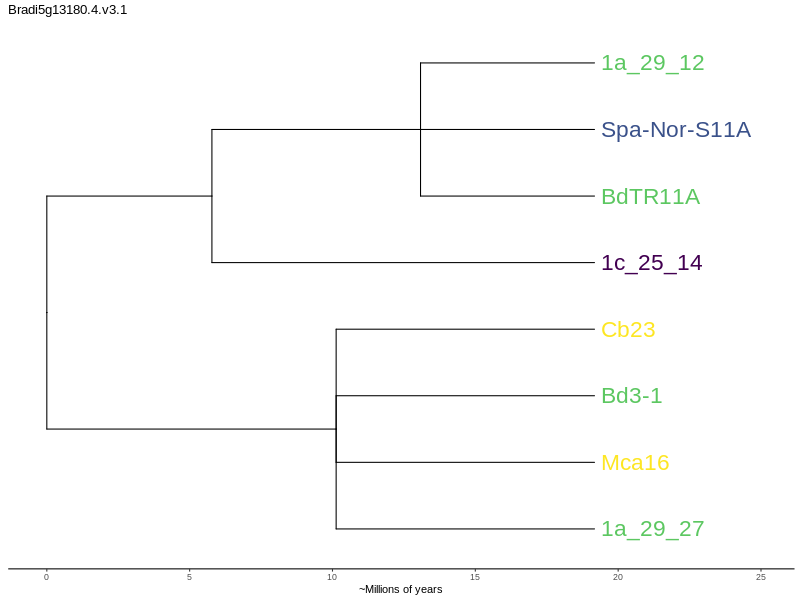 Bradi5g13180.4.v3.1
1a_29_12
Spa-Nor-S11A
BdTR11A
1c_25_14
Cb23
Bd3-1
Mca16
1a_29_27
0 5 10 15 20 25
~Millions of years